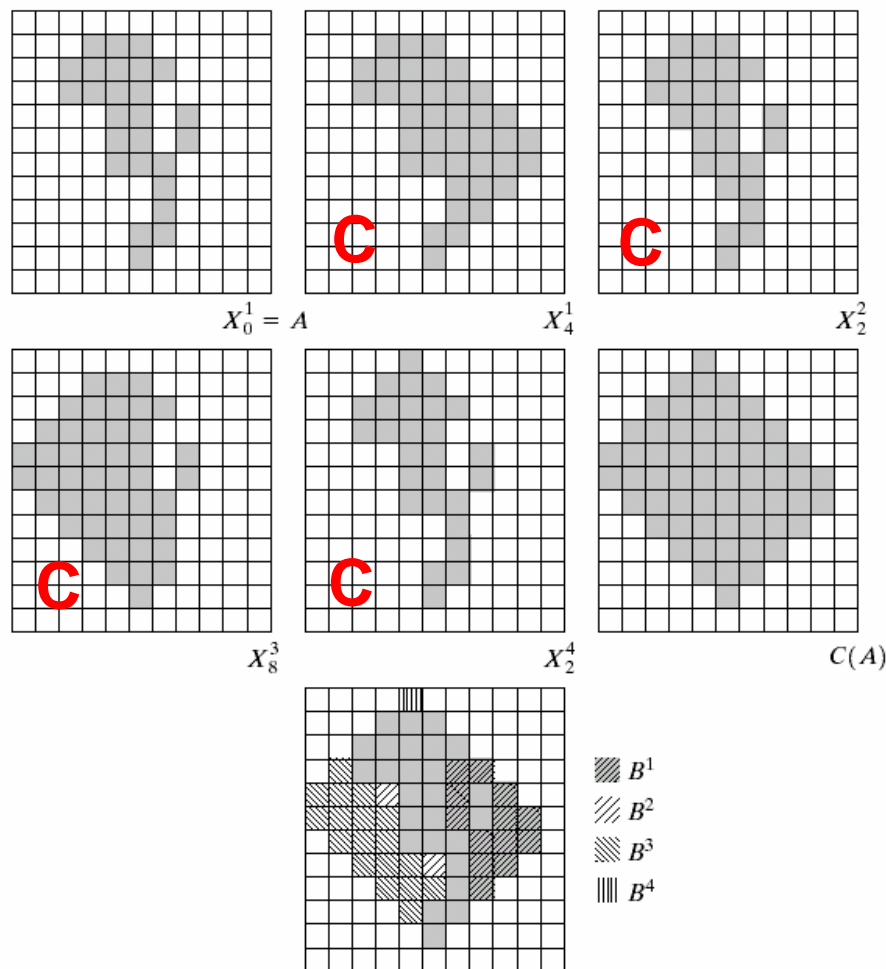 C
C
X_0^1 = A
X_4^1
X_2^2
C
C
X_8^3
X_2^4
C(A)
B^1
B^2
B^3
B^4